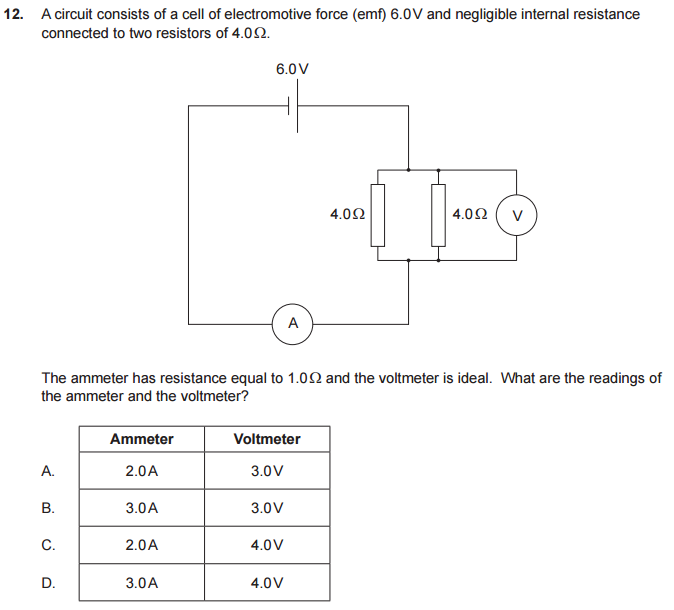 12. A circuit consists of a cell of electromotive force (emf) 6.0V and negligible internal resistance
connected to two resistors of 4.0Ω.
6.0V
4.0Ω 4.0Ω V
A
The ammeter has resistance equal to 1.0Ω and the voltmeter is ideal. What are the readings of
the ammeter and the voltmeter?
Ammeter Voltmeter
A. 2.0A 3.0V
B. 3.0A 3.0V
C. 2.0A 4.0V
D. 3.0A 4.0V